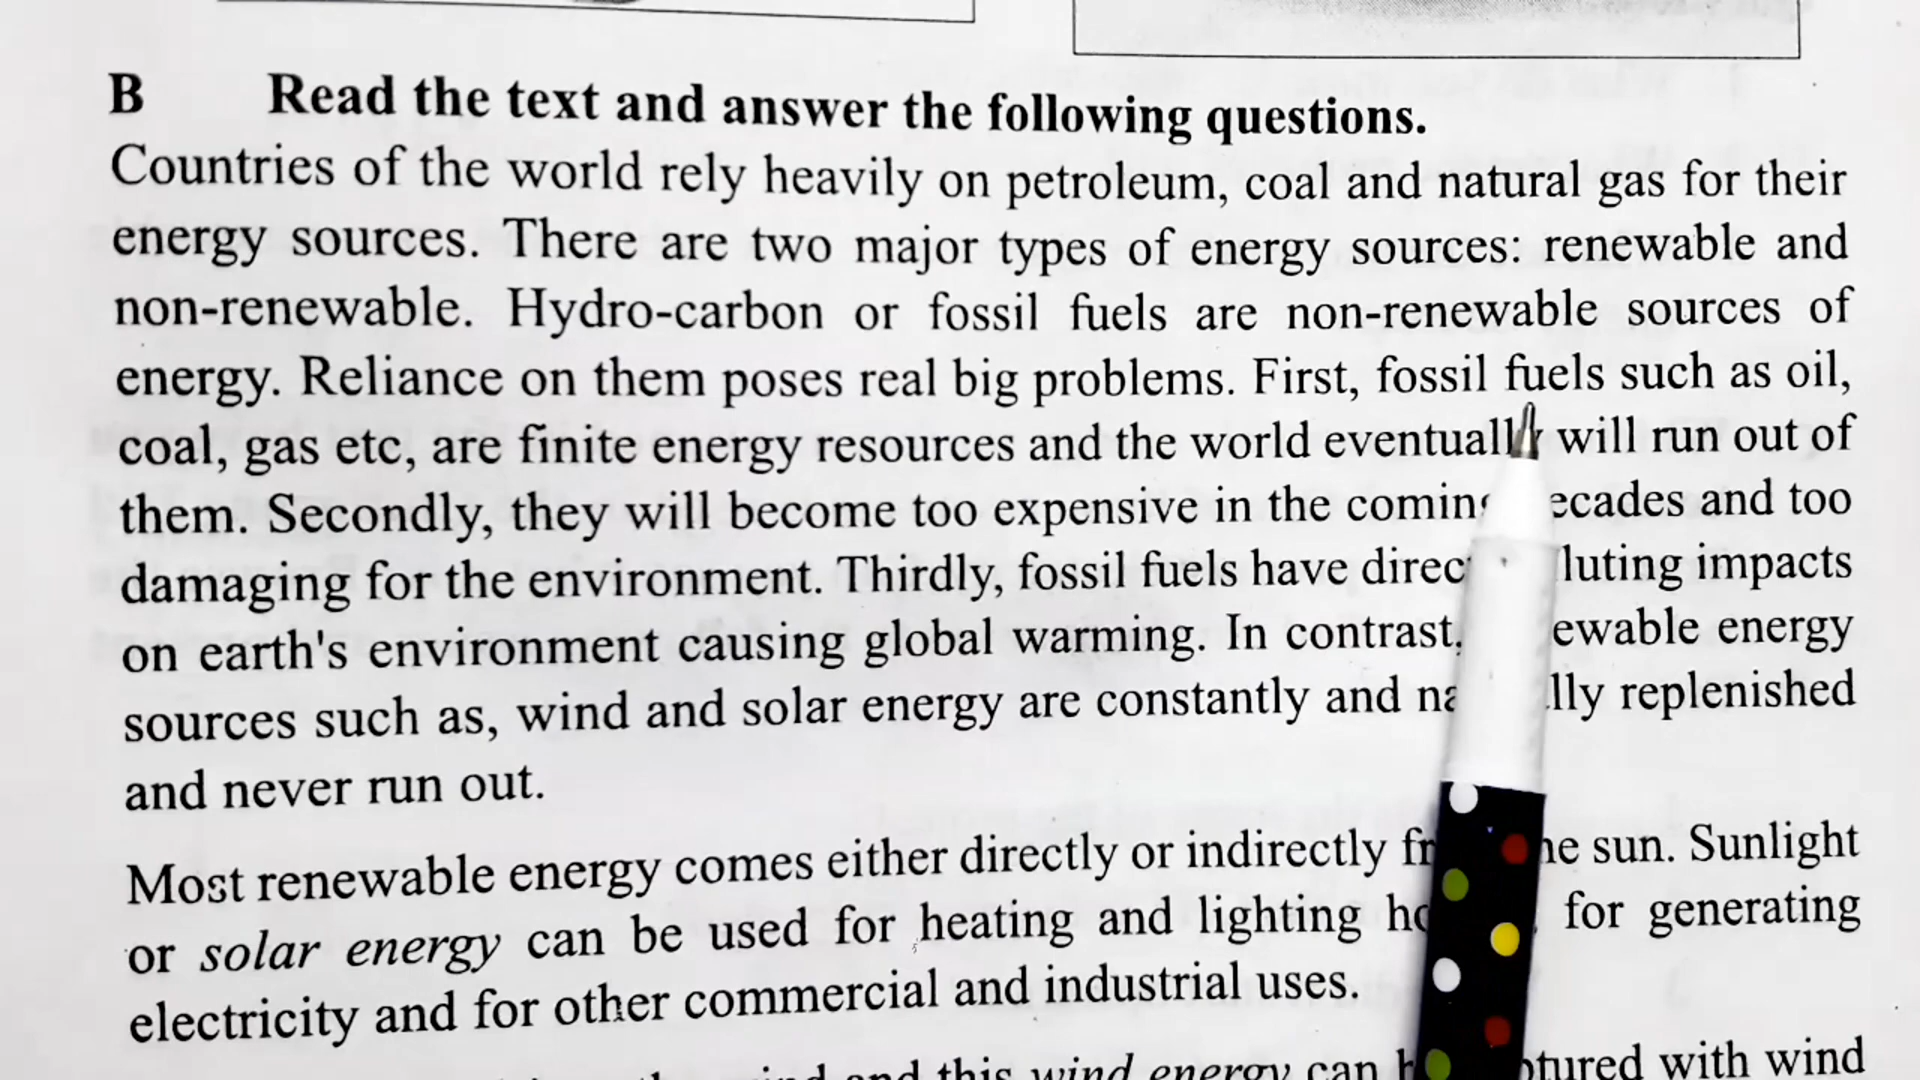 B Read the text and answer the following questions.
Countries of the world rely heavily on petroleum, coal and natural gas for their
energy sources. There are two major types of energy sources: renewable and
non-renewable. Hydro-carbon or fossil fuels are non-renewable sources of
energy. Reliance on them poses real big problems. First, fossil fuels such as oil,
coal, gas etc, are finite energy resources and the world eventually will run out of
them. Secondly, they will become too expensive in the coming decades and too
damaging for the environment. Thirdly, fossil fuels have direct polluting impacts
on earth's environment causing global warming. In contrast, renewable energy
sources such as, wind and solar energy are constantly and naturally replenished
and never run out.
Most renewable energy comes either directly or indirectly from the sun. Sunlight
or solar energy can be used for heating and lighting for generating
electricity and for other commercial and industrial uses.
wind and this wind energy can with wind